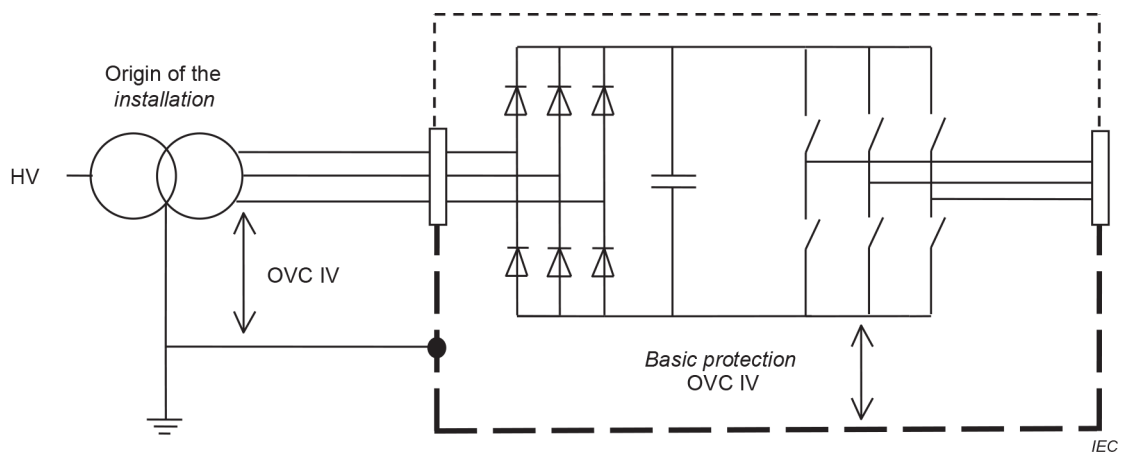 Origin of the
installation
HV
OVC IV
Basic protection
OVC IV
IEC